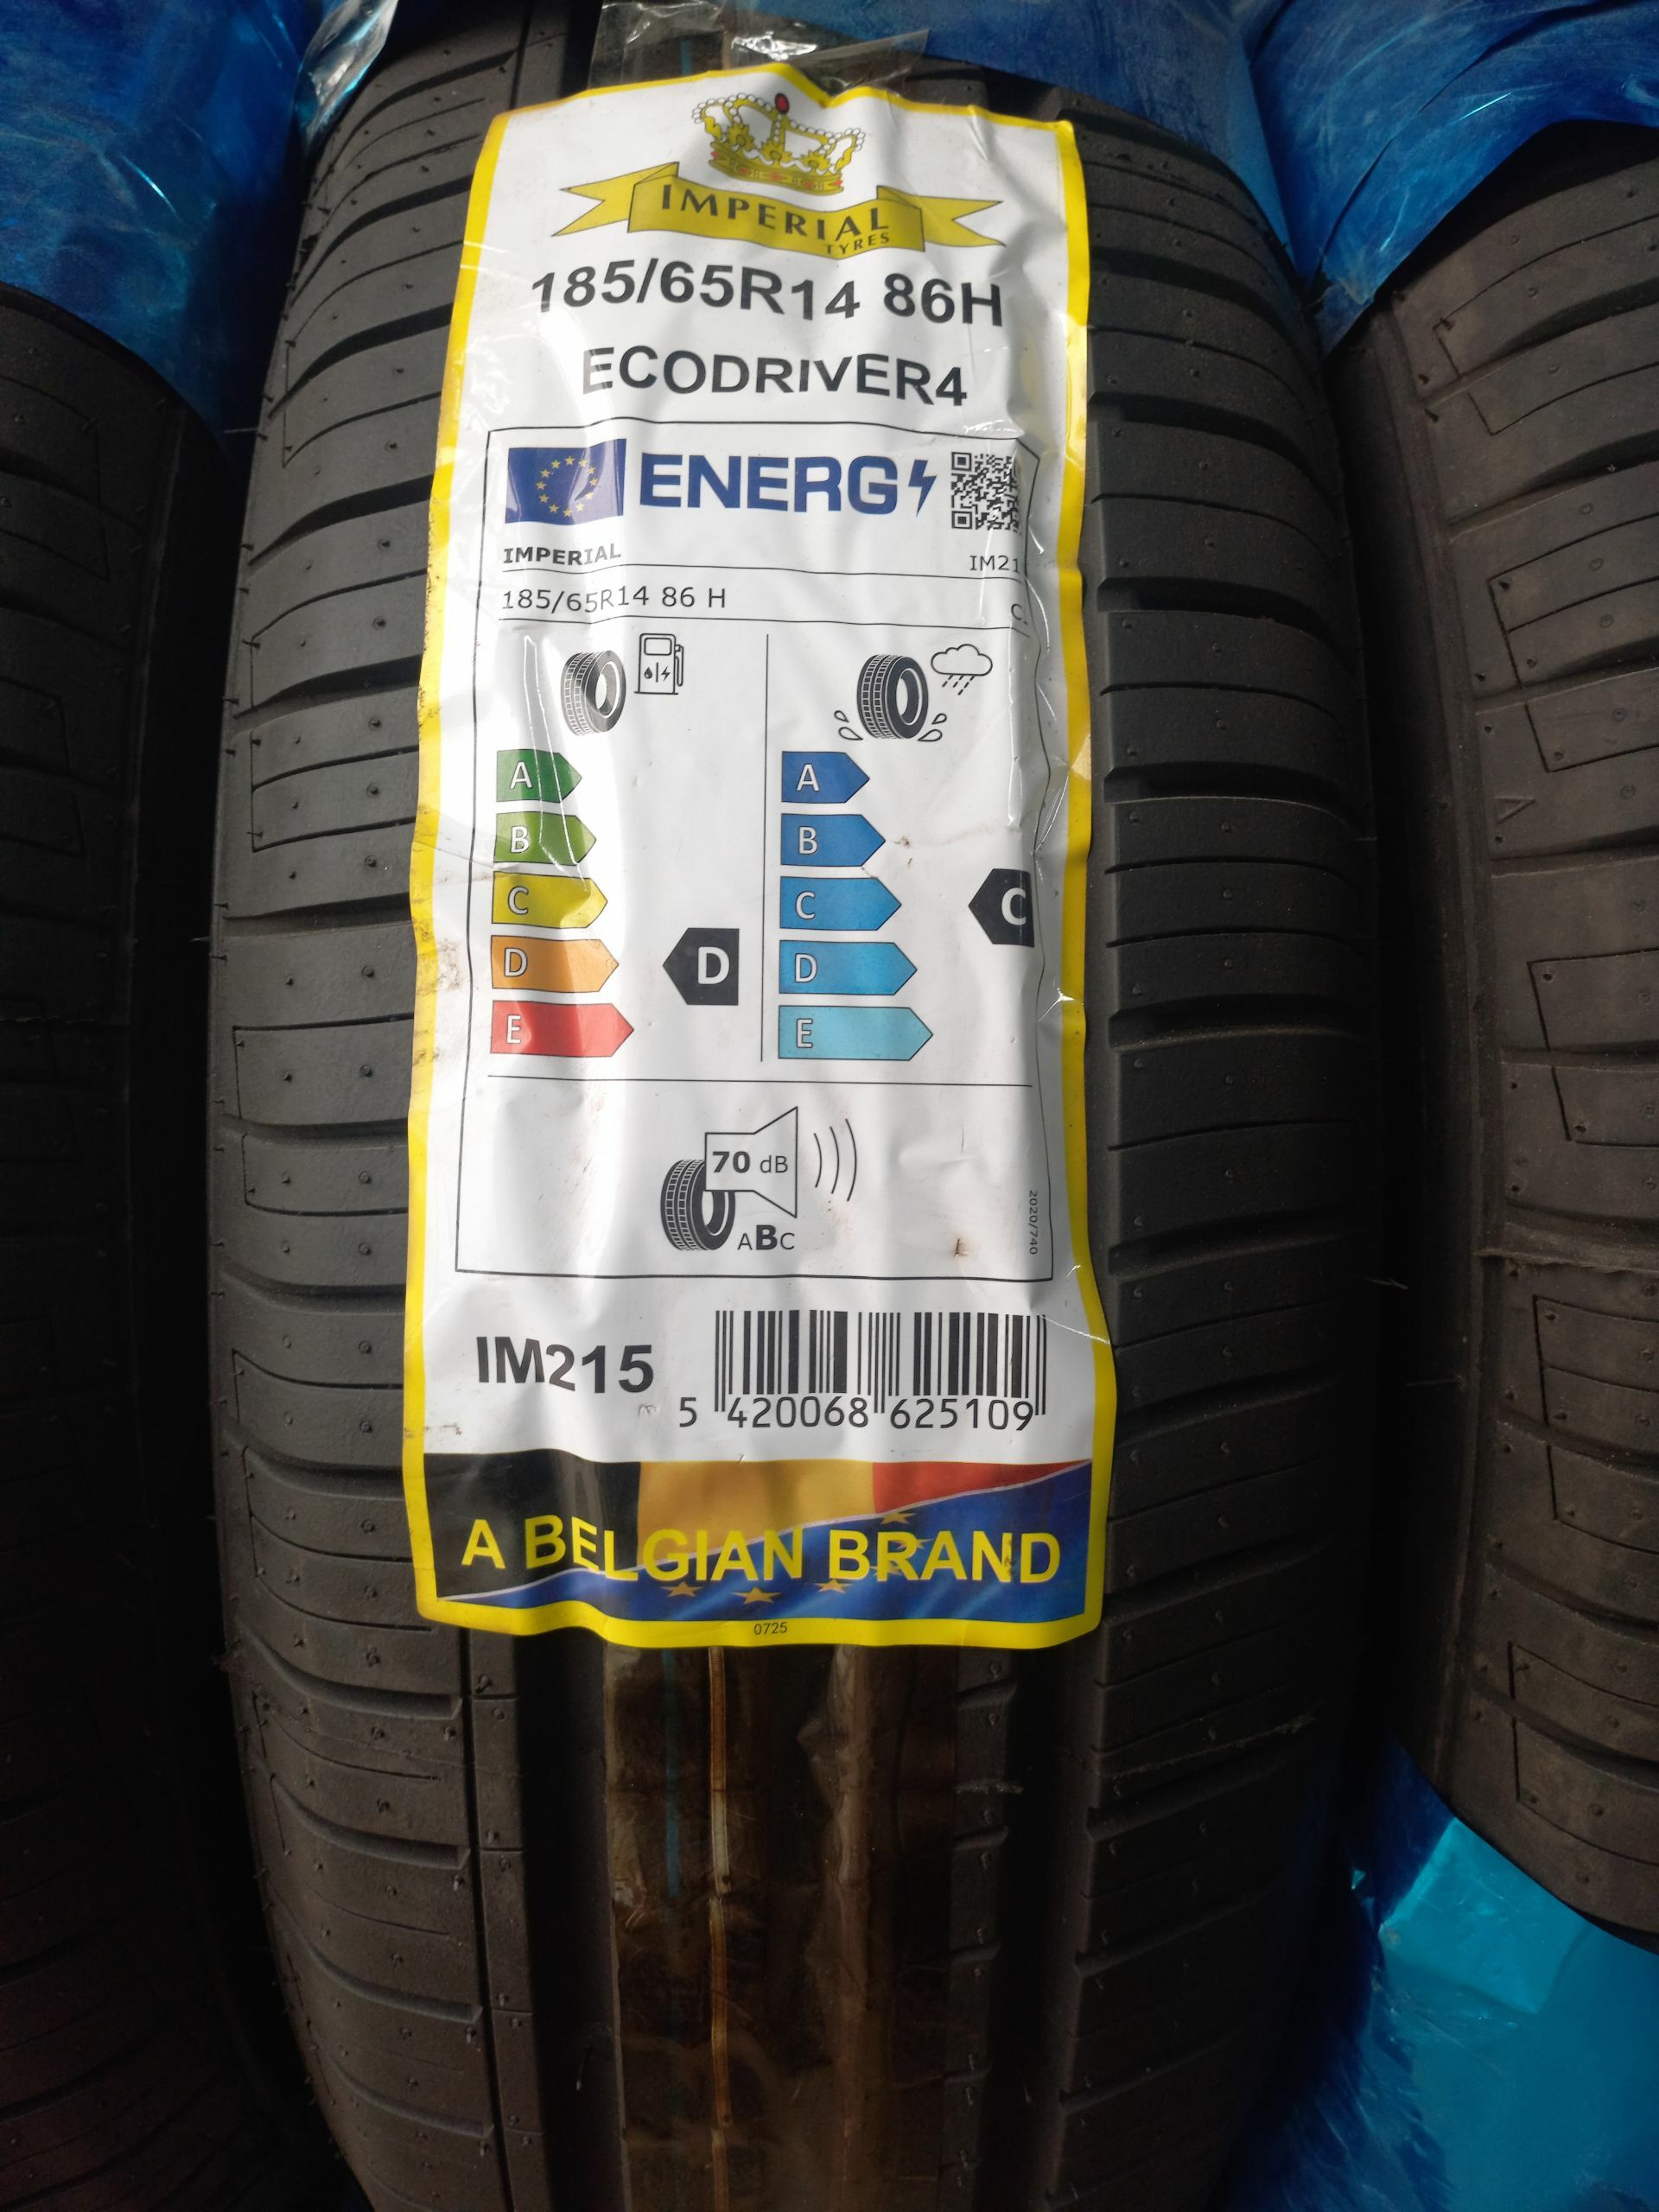 IMPERIAL
TYRES
185/65R14 86H
ECODRIVER4
ENERG
IMPERIAL IM21
185/65R14 86 H C
A A
B B
C C C
D D D
E E
70 dB
ABC
2020/740
IM215
5 420068 625109
A BELGIAN BRAND
0725